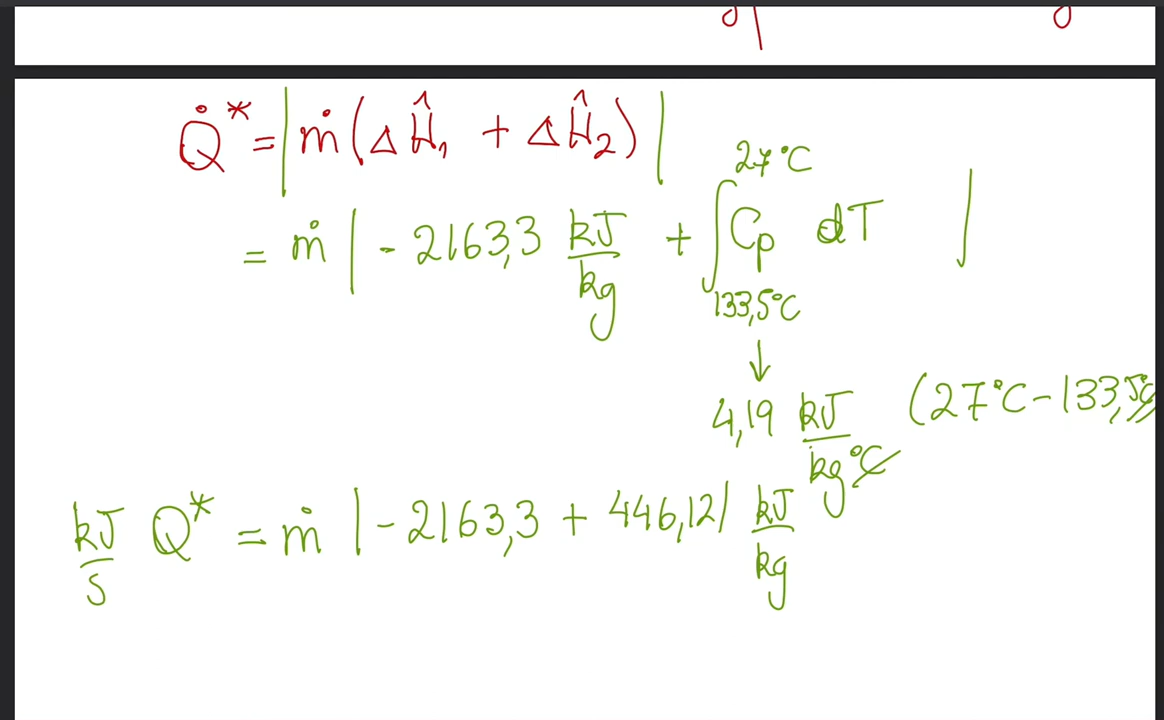 Q̇* = | ṁ (ΔĤ₁ + ΔĤ₂) |
27°C
= ṁ | - 2163,3 kJ/kg + ∫ Cp dT |
133,5°C
↓
4,19 kJ/kg°C (27°C - 133,5°C)
kJ/s Q* = ṁ | - 2163,3 + 446,12 | kJ/kg